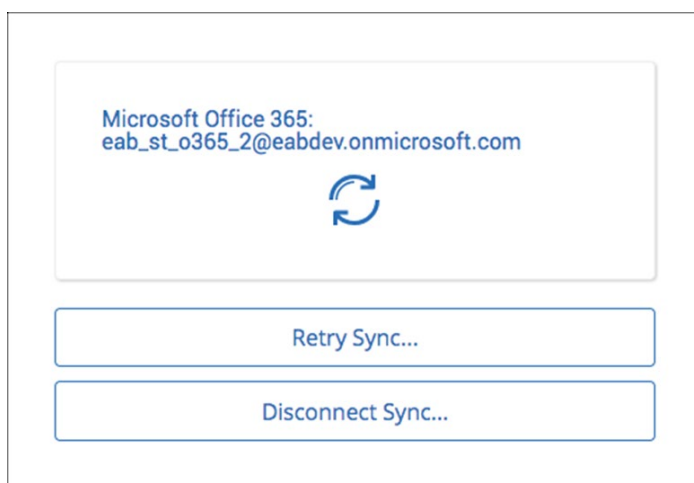 Microsoft Office 365:
eab_st_o365_2@eabdev.onmicrosoft.com
Retry Sync...
Disconnect Sync...